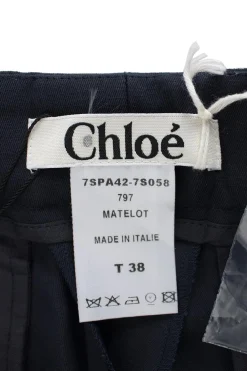 Chloé
7SPA42-7S058
797
MATELOT
MADE IN ITALIE
T 38